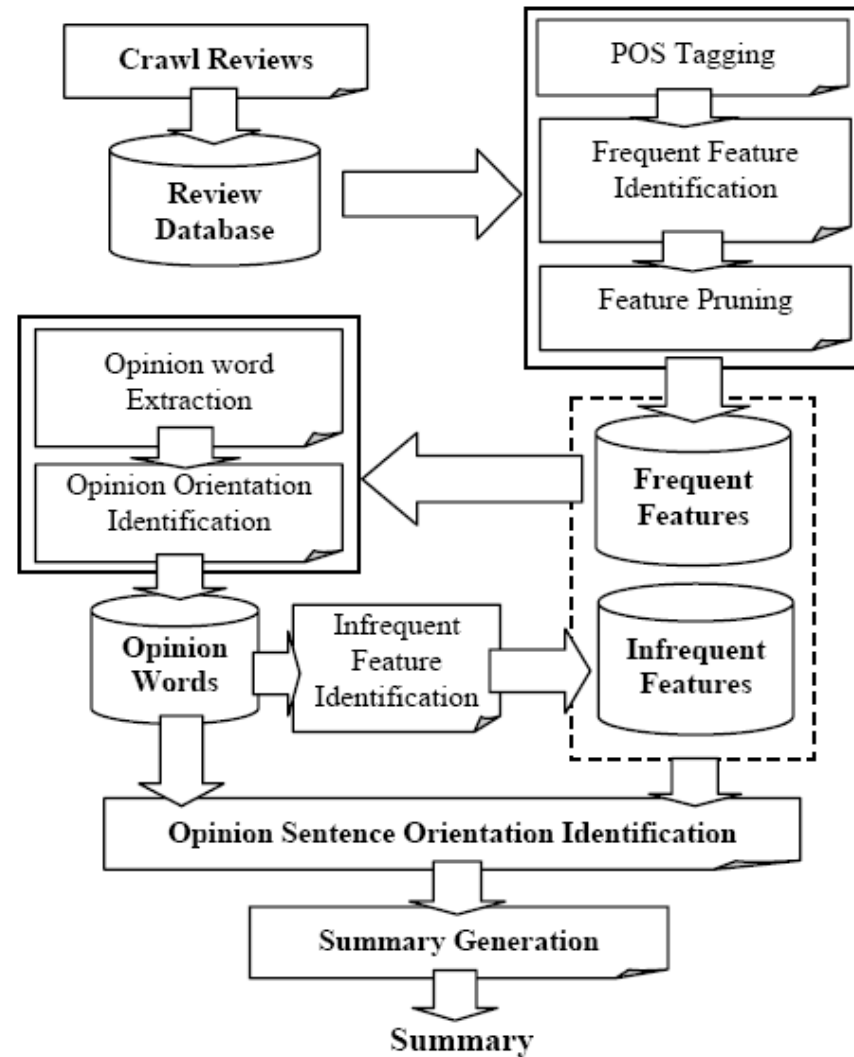 Crawl Reviews
Review
Database
POS Tagging
Frequent Feature
Identification
Feature Pruning
Opinion word
Extraction
Opinion Orientation
Identification
Frequent
Features
Opinion
Words
Infrequent
Feature
Identification
Infrequent
Features
Opinion Sentence Orientation Identification
Summary Generation
Summary